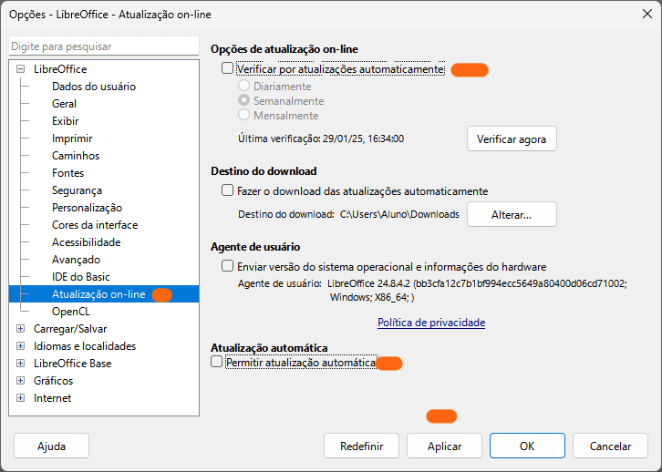 Opções - LibreOffice - Atualização on-line
Digite para pesquisar
LibreOffice
Dados do usuário
Geral
Exibir
Imprimir
Caminhos
Fontes
Segurança
Personalização
Cores da interface
Acessibilidade
Avançado
IDE do Basic
Atualização on-line
OpenCL
Carregar/Salvar
Idiomas e localidades
LibreOffice Base
Gráficos
Internet
Opções de atualização on-line
Verificar por atualizações automaticamente
Diariamente
Semanalmente
Mensalmente
Última verificação: 29/01/25, 16:34:00
Verificar agora
Destino do download
Fazer o download das atualizações automaticamente
Destino do download: C:\Users\Aluno\Downloads
Alterar...
Agente de usuário
Enviar versão do sistema operacional e informações do hardware
Agente de usuário: LibreOffice 24.8.4.2 (bb3cfa12c7b1bf994ecc5649a80400d06cd71002;
Windows; X86_64; )
Política de privacidade
Atualização automática
Permitir atualização automática
Ajuda
Redefinir
Aplicar
OK
Cancelar